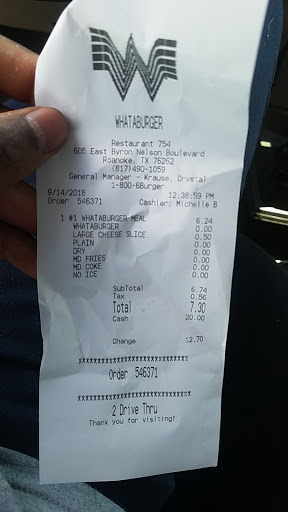 WHATABURGER
Restaurant 754
605 East Byron Nelson Boulevard
Roanoke, TX 76262
(817)490-1059
General Manager - Krause, Crystal
1-800-6Burger
9/14/2018 12:38:59 PM
Order 546371 Cashier: Michelle B
1 #1 WHATABURGER MEAL 6.24
WHATABURGER 0.00
LARGE CHEESE SLICE 0.50
PLAIN 0.00
DRY 0.00
MD FRIES 0.00
MD COKE 0.00
NO ICE 0.00
SubTotal 6.74
Tax 0.56
Total 7.30
Cash 20.00
Change 12.70
Order 546371
2 Drive Thru
Thank you for visiting!